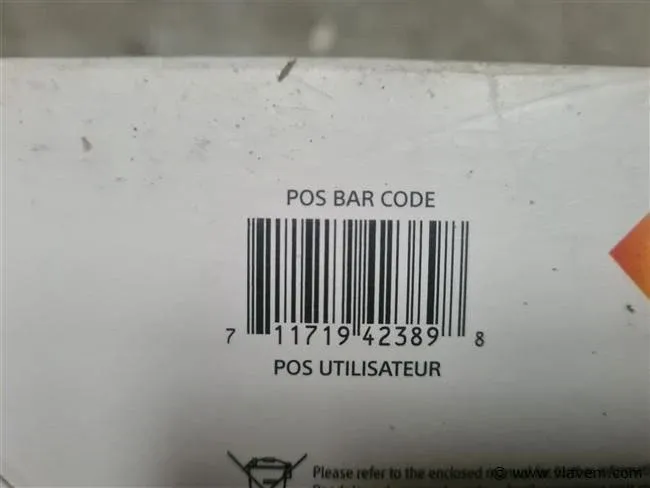 POS BAR CODE
7 11719 42389 8
POS UTILISATEUR
Please refer to the enclosed
© www.vlavem.com